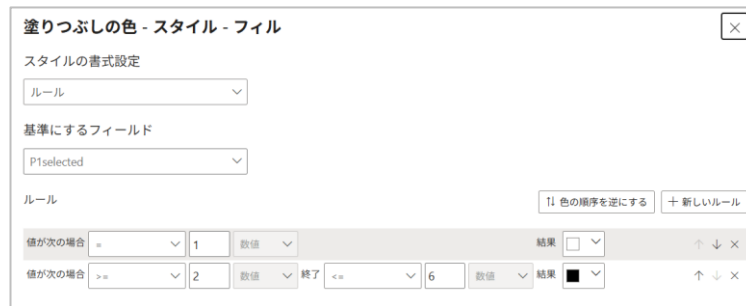 塗りつぶしの色 - スタイル - フィル
スタイルの書式設定
ルール
基準にするフィールド
P1selected
ルール
↑↓ 色の順序を逆にする + 新しいルール
値が次の場合 = 1 数値 結果
値が次の場合 >= 2 数値 終了 <= 6 数値 結果